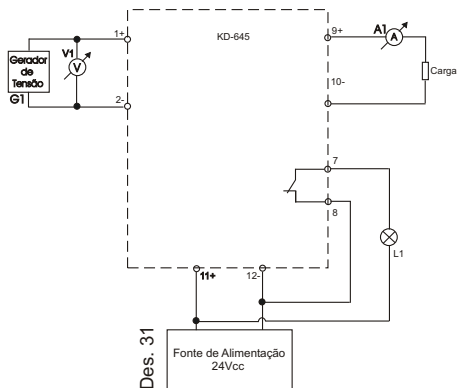 1+
KD-645
9+
A1
A
V1
V
Gerador
de
Tensão
G1
2-
10-
Carga
7
8
L1
11+
12-
Fonte de Alimentação
24Vcc
Des. 31